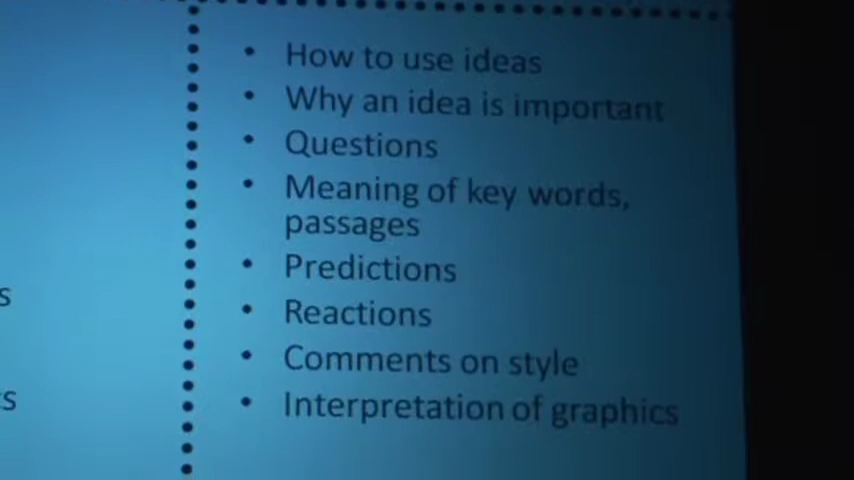 • How to use ideas
• Why an idea is important
• Questions
• Meaning of key words,
passages
• Predictions
• Reactions
• Comments on style
• Interpretation of graphics